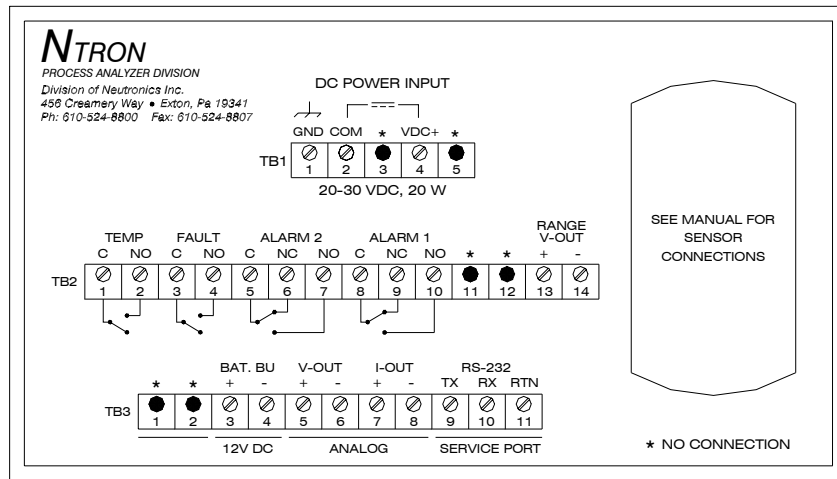 NTRON
PROCESS ANALYZER DIVISION
Division of Neutronics Inc.
456 Creamery Way • Exton, Pa 19341
Ph: 610-524-8800 Fax: 610-524-8807
DC POWER INPUT
GND COM * VDC+ *
TB1
1 2 3 4 5
20-30 VDC, 20 W
SEE MANUAL FOR
SENSOR
CONNECTIONS
TEMP FAULT ALARM 2 ALARM 1 RANGE
V-OUT
C NO C NO C NC NO C NC NO * * + -
TB2
1 2 3 4 5 6 7 8 9 10 11 12 13 14
BAT. BU V-OUT I-OUT RS-232
* * + - + - + - TX RX RTN
TB3
1 2 3 4 5 6 7 8 9 10 11
12V DC ANALOG SERVICE PORT
* NO CONNECTION